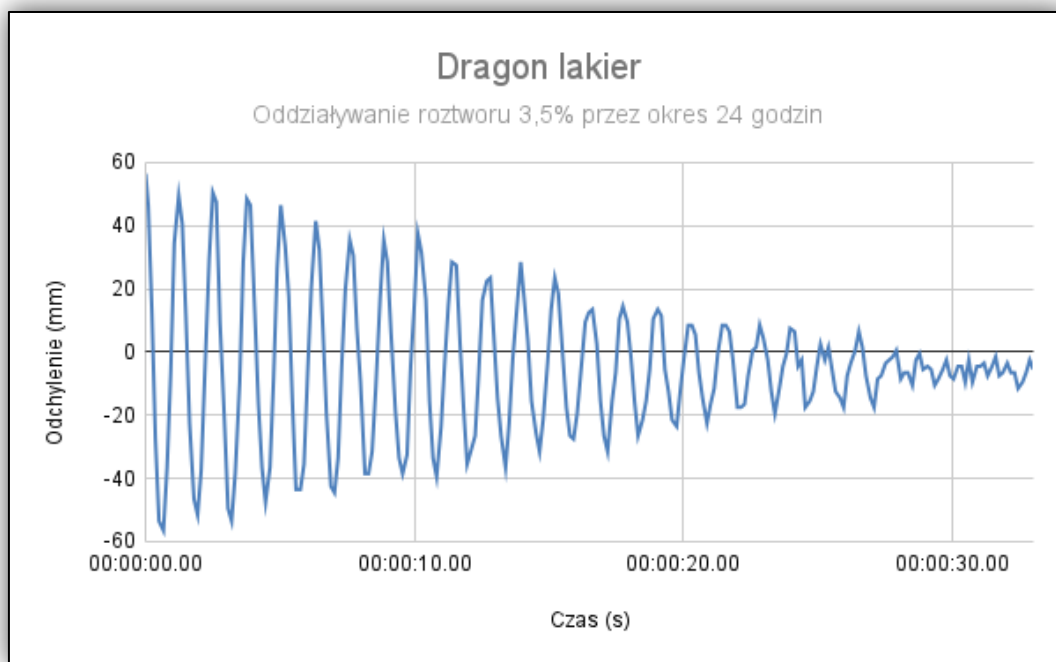 Dragon lakier
Oddziaływanie roztworu 3,5% przez okres 24 godzin
Odchylenie (mm)
60
40
20
0
-20
-40
-60
00:00:00.00
00:00:10.00
00:00:20.00
00:00:30.00
Czas (s)